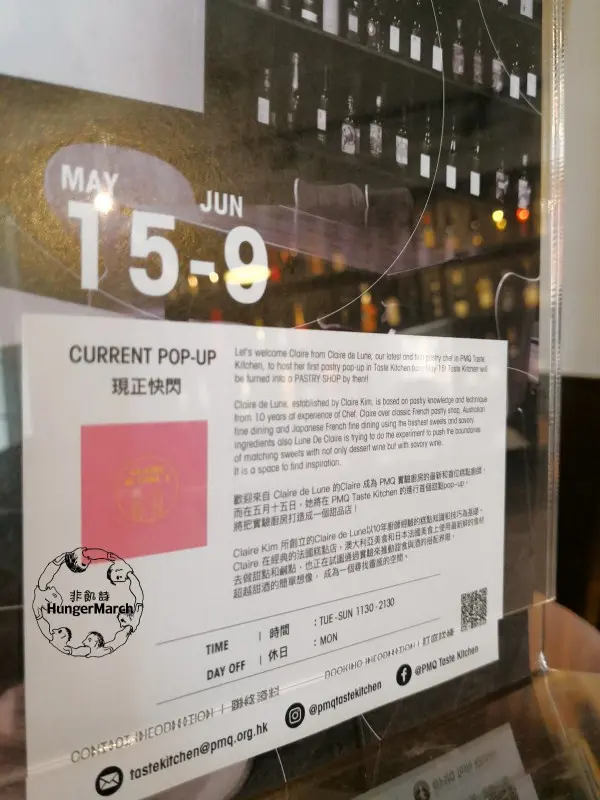 MAY
JUN
15-9
CURRENT POP-UP
現正快閃
Let's welcome Claire from Claire de Lune, our latest and first pastry chef in PMQ Taste
Kitchen, to host her first pastry pop-up in Taste Kitchen from May 15! Taste Kitchen will
be turned into a PASTRY SHOP by then!!
Claire de Lune, established by Claire Kim, is based on pastry knowledge and technique
from 10 years of experience of Chef. Claire over classic French pastry shop, Australian
fine dining and Japanese French fine dining using the freshest sweets and savory
ingredients also Lune De Claire is trying to do the experiment to push the boundaries
of matching sweets with not only dessert wine but with savory wine.
It is a space to find inspiration.
歡迎來自 Claire de Lune 的Claire 成為 PMQ 實驗廚房的最新和首位糕點廚師,
而在五月十五日, 她將在 PMQ Taste Kitchen 的進行首個甜點pop-up,
將把實驗廚房打造成一個甜品店!
Claire Kim 所創立的Claire de Lune以10年廚師經驗的糕點知識和技巧為基礎,
Claire 在經典的法國糕點店、澳大利亞美食和日本法國美食上使用最新鮮的食材
去做甜點和鹹點, 也正在試圖通過實驗來推動甜食與酒的搭配界限,
超越甜酒的簡單想像, 成為一個尋找靈感的空間。
非飢詩
HungerMarch
TIME | 時間 : TUE-SUN 1130-2130
DAY OFF | 休日 : MON
BOOKING INFORMATION | 訂座詳情
CONTACT INFORMATION | 聯絡資料
tastekitchen@pmq.org.hk
@pmqtastekitchen
@PMQ Taste Kitchen